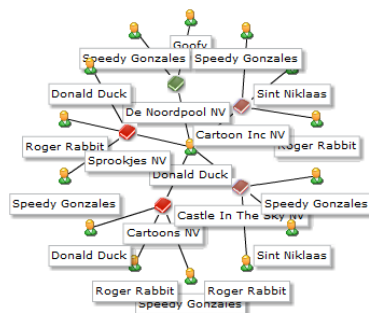 Goofy
Speedy Gonzales
Speedy Gonzales
Donald Duck
Sint Niklaas
De Noordpool NV
Cartoon Inc NV
Roger Rabbit
Roger Rabbit
Sprookjes NV
Donald Duck
Speedy Gonzales
Castle In The Sky NV
Speedy Gonzales
Cartoons NV
Donald Duck
Sint Niklaas
Roger Rabbit
Roger Rabbit
Speedy Gonzales